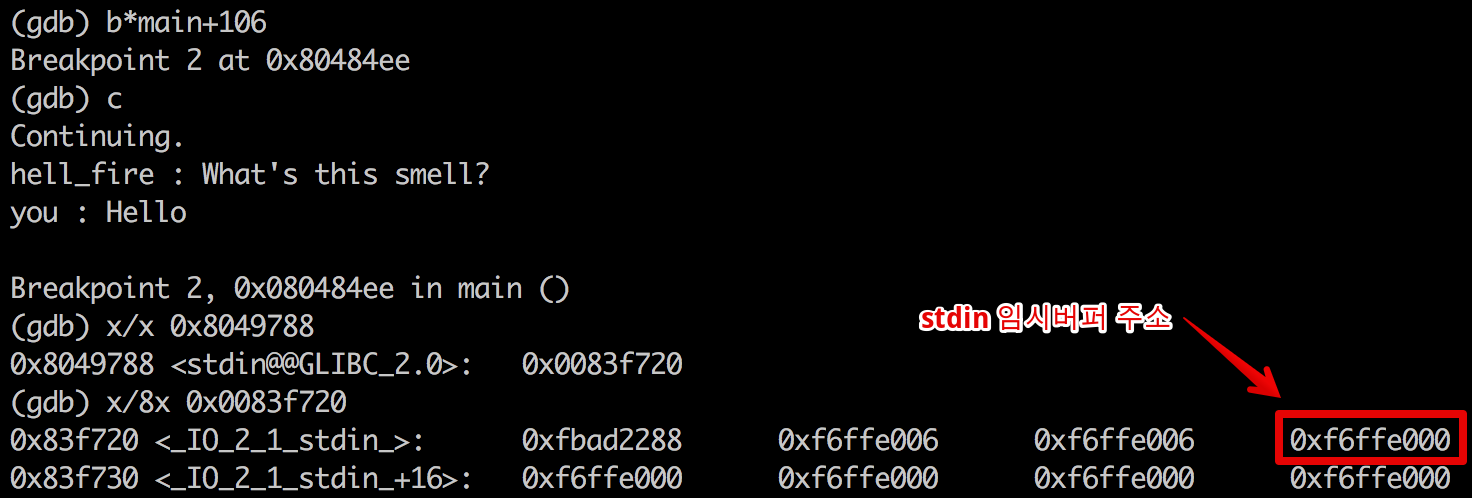 (gdb) b*main+106
Breakpoint 2 at 0x80484ee
(gdb) c
Continuing.
hell_fire : What's this smell?
you : Hello
Breakpoint 2, 0x080484ee in main ()
(gdb) x/x 0x8049788
stdin 임시버퍼 주소
0x8049788 <stdin@@GLIBC_2.0>: 0x0083f720
(gdb) x/8x 0x0083f720
0x83f720 <_IO_2_1_stdin_>: 0xfbad2288 0xf6ffe006 0xf6ffe006 0xf6ffe000
0x83f730 <_IO_2_1_stdin_+16>: 0xf6ffe000 0xf6ffe000 0xf6ffe000 0xf6ffe000